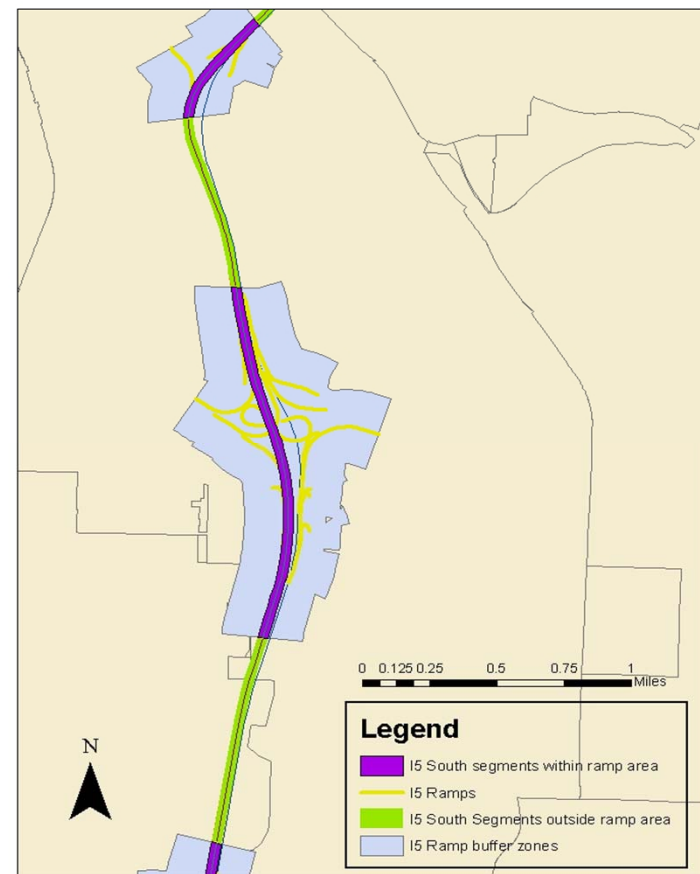 0 0.125 0.25 0.5 0.75 1
Miles
N
Legend
I5 South segments within ramp area
I5 Ramps
I5 South Segments outside ramp area
I5 Ramp buffer zones